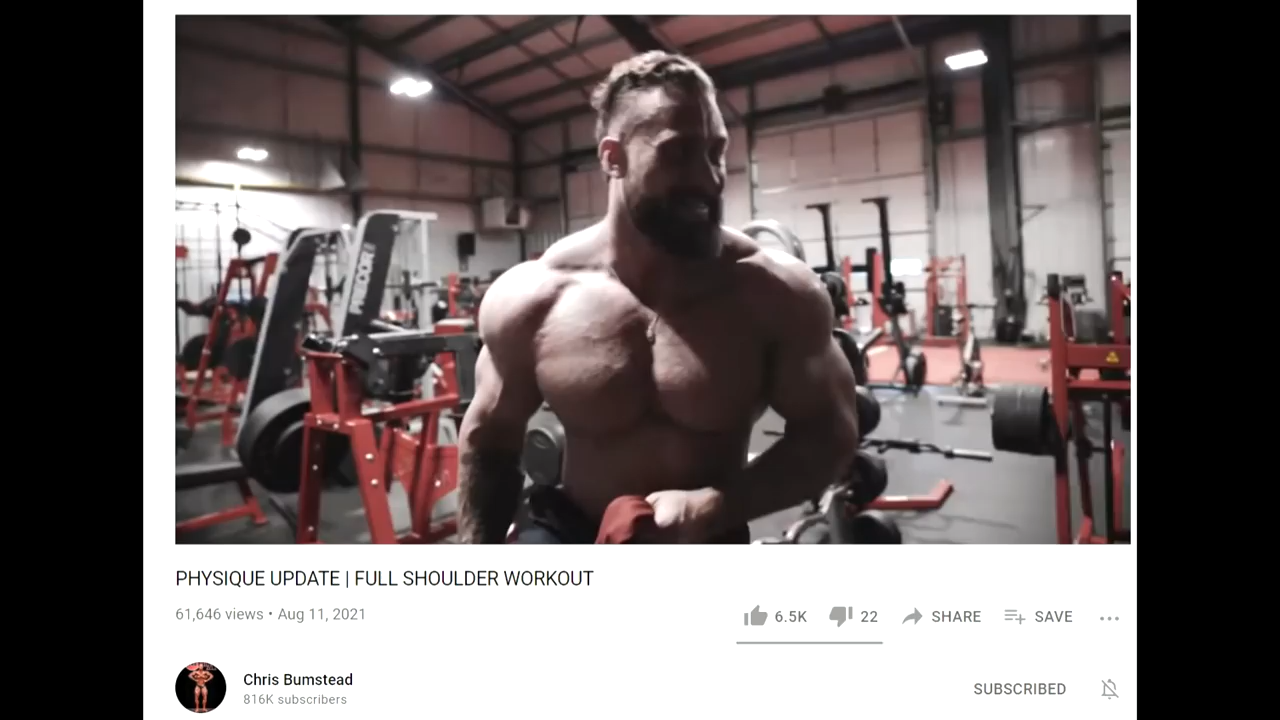 PRECOR
PHYSIQUE UPDATE | FULL SHOULDER WORKOUT
61,646 views • Aug 11, 2021
6.5K
22
SHARE
SAVE
Chris Bumstead
816K subscribers
SUBSCRIBED